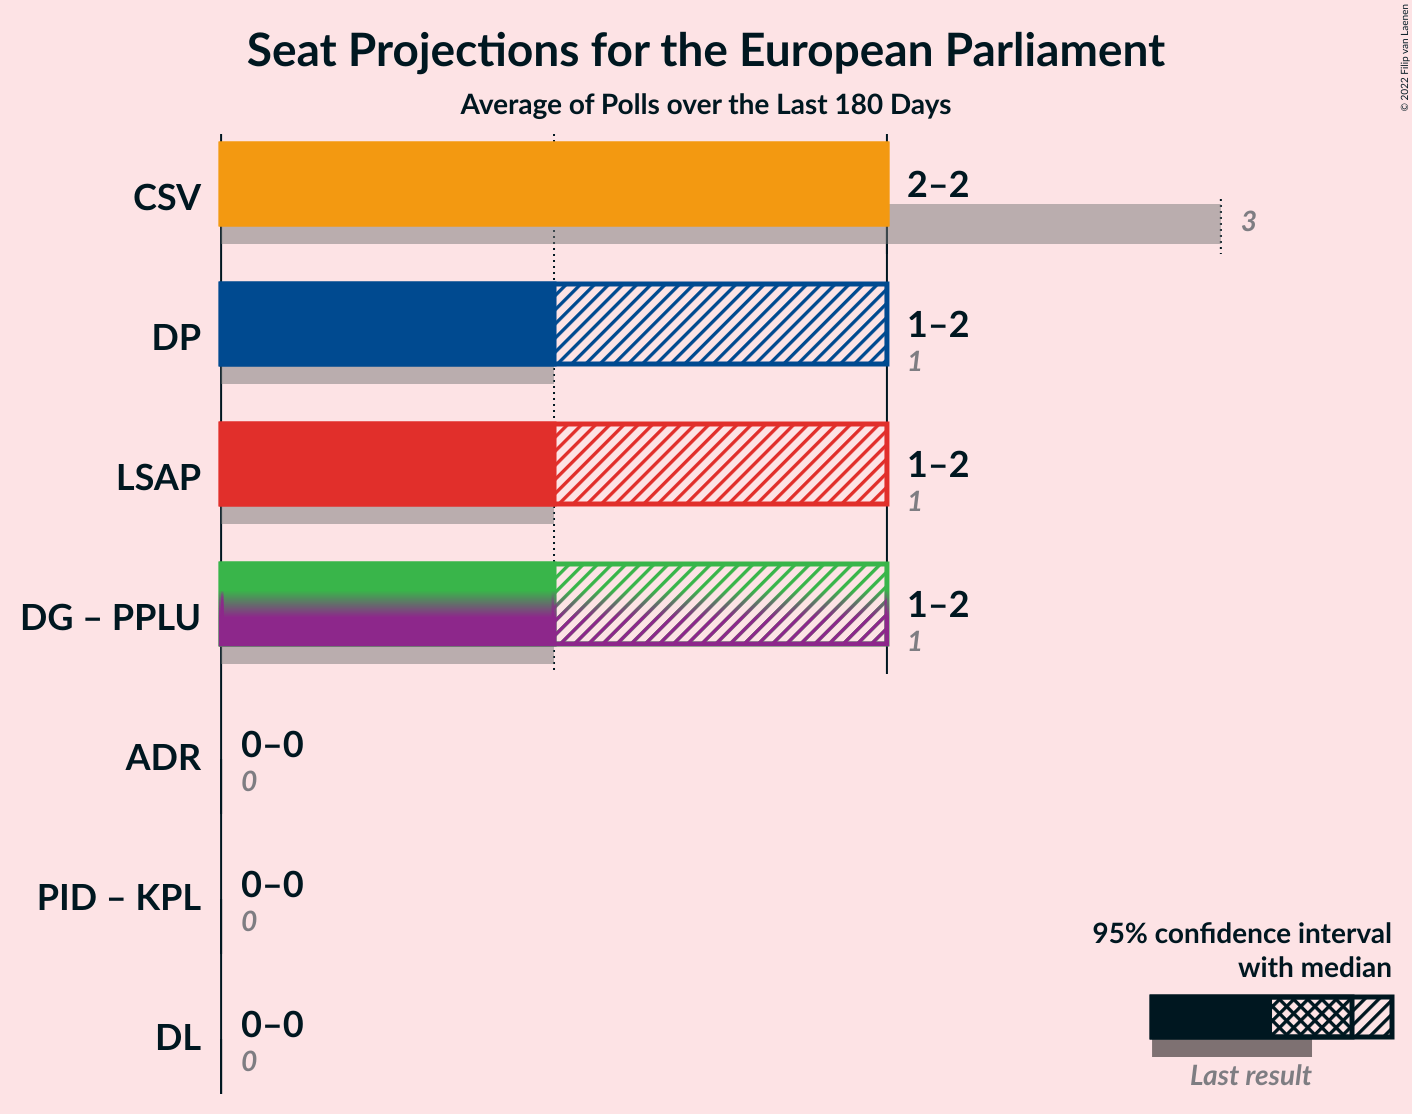 Seat Projections for the European Parliament
Average of Polls over the Last 180 Days
© 2022 Filip van Laenen
CSV
2–2
3
DP
1–2
1
LSAP
1–2
1
DG – PPLU
1–2
1
ADR
0–0
0
PID – KPL
0–0
0
DL
0–0
0
95% confidence interval
with median
Last result